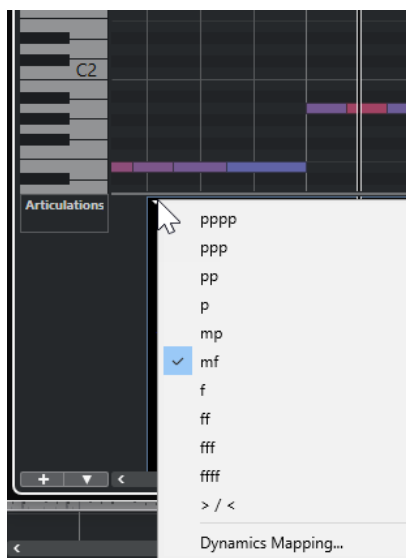 C2
Articulations
pppp
ppp
pp
p
mp
mf
f
ff
fff
ffff
> / <
Dynamics Mapping...